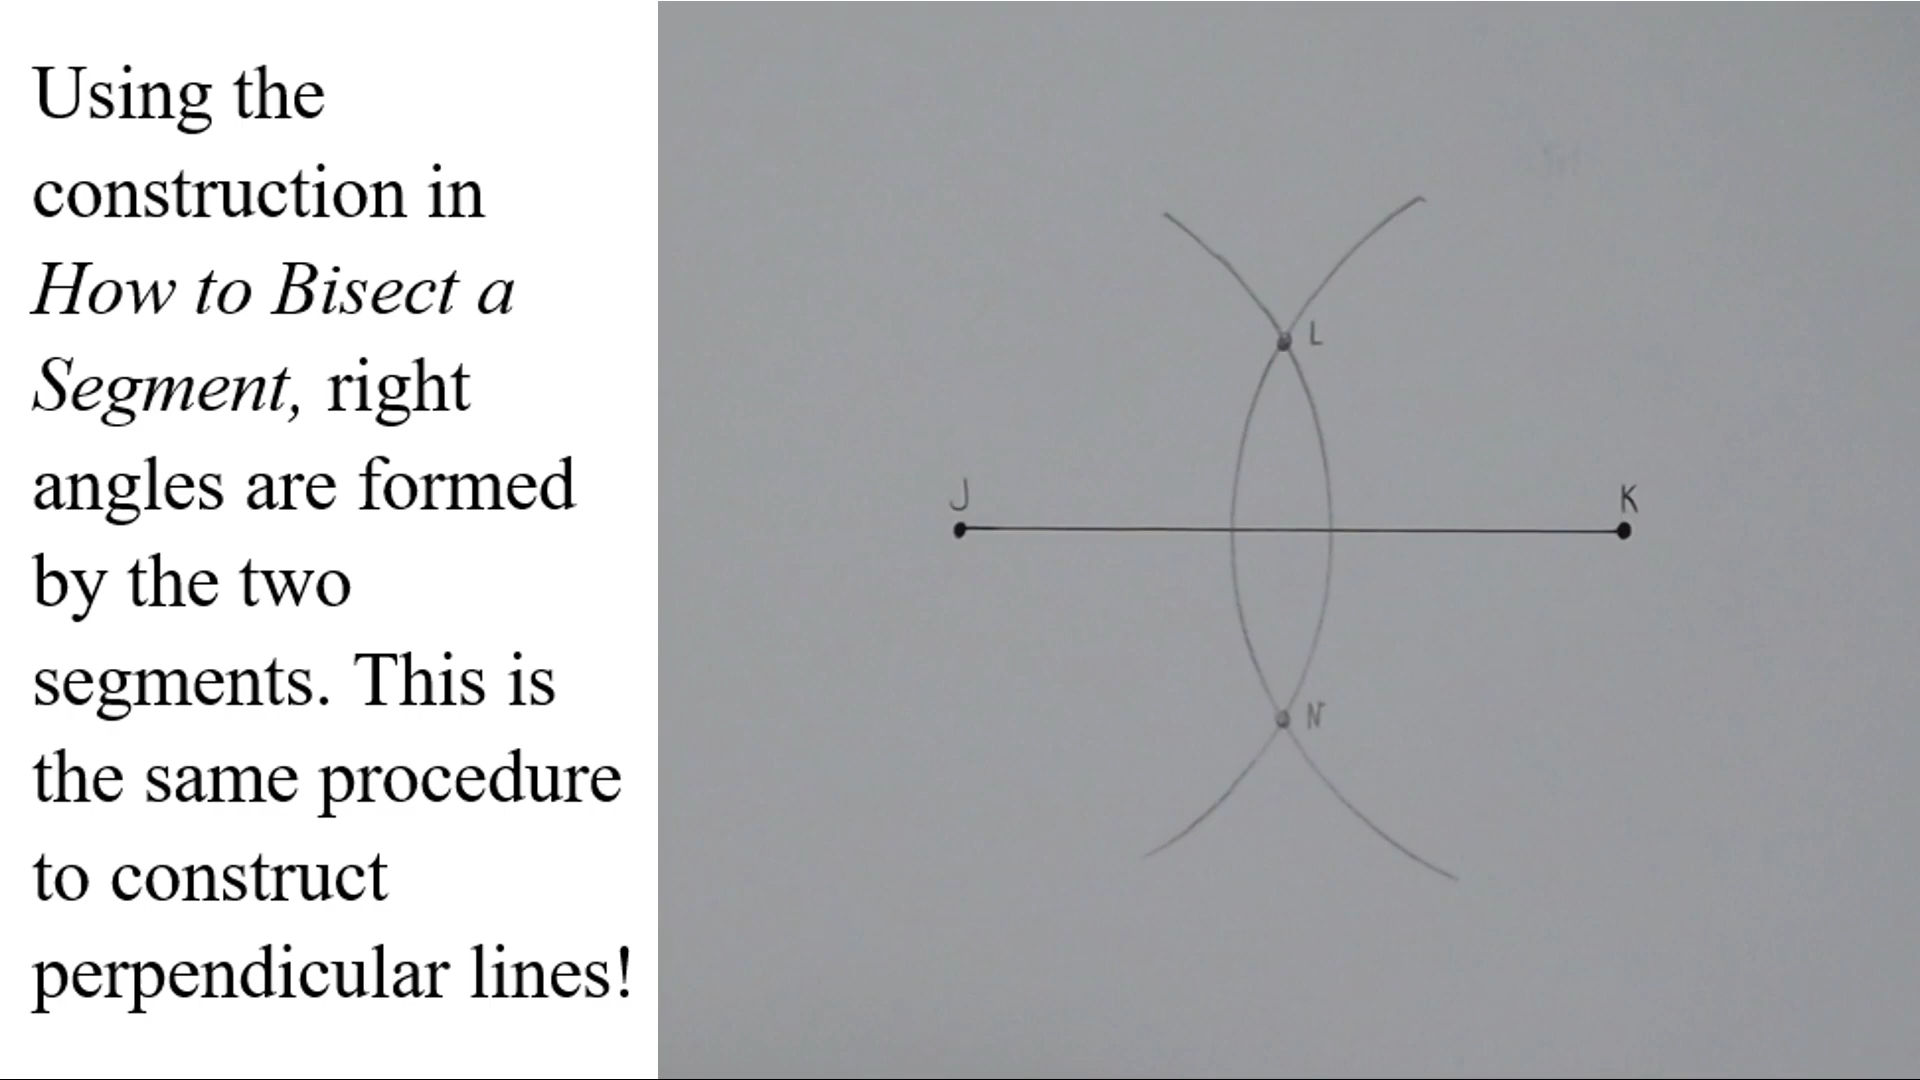 Using the
construction in
How to Bisect a
Segment, right
angles are formed
by the two
segments. This is
the same procedure
to construct
perpendicular lines!
L
J
K
N